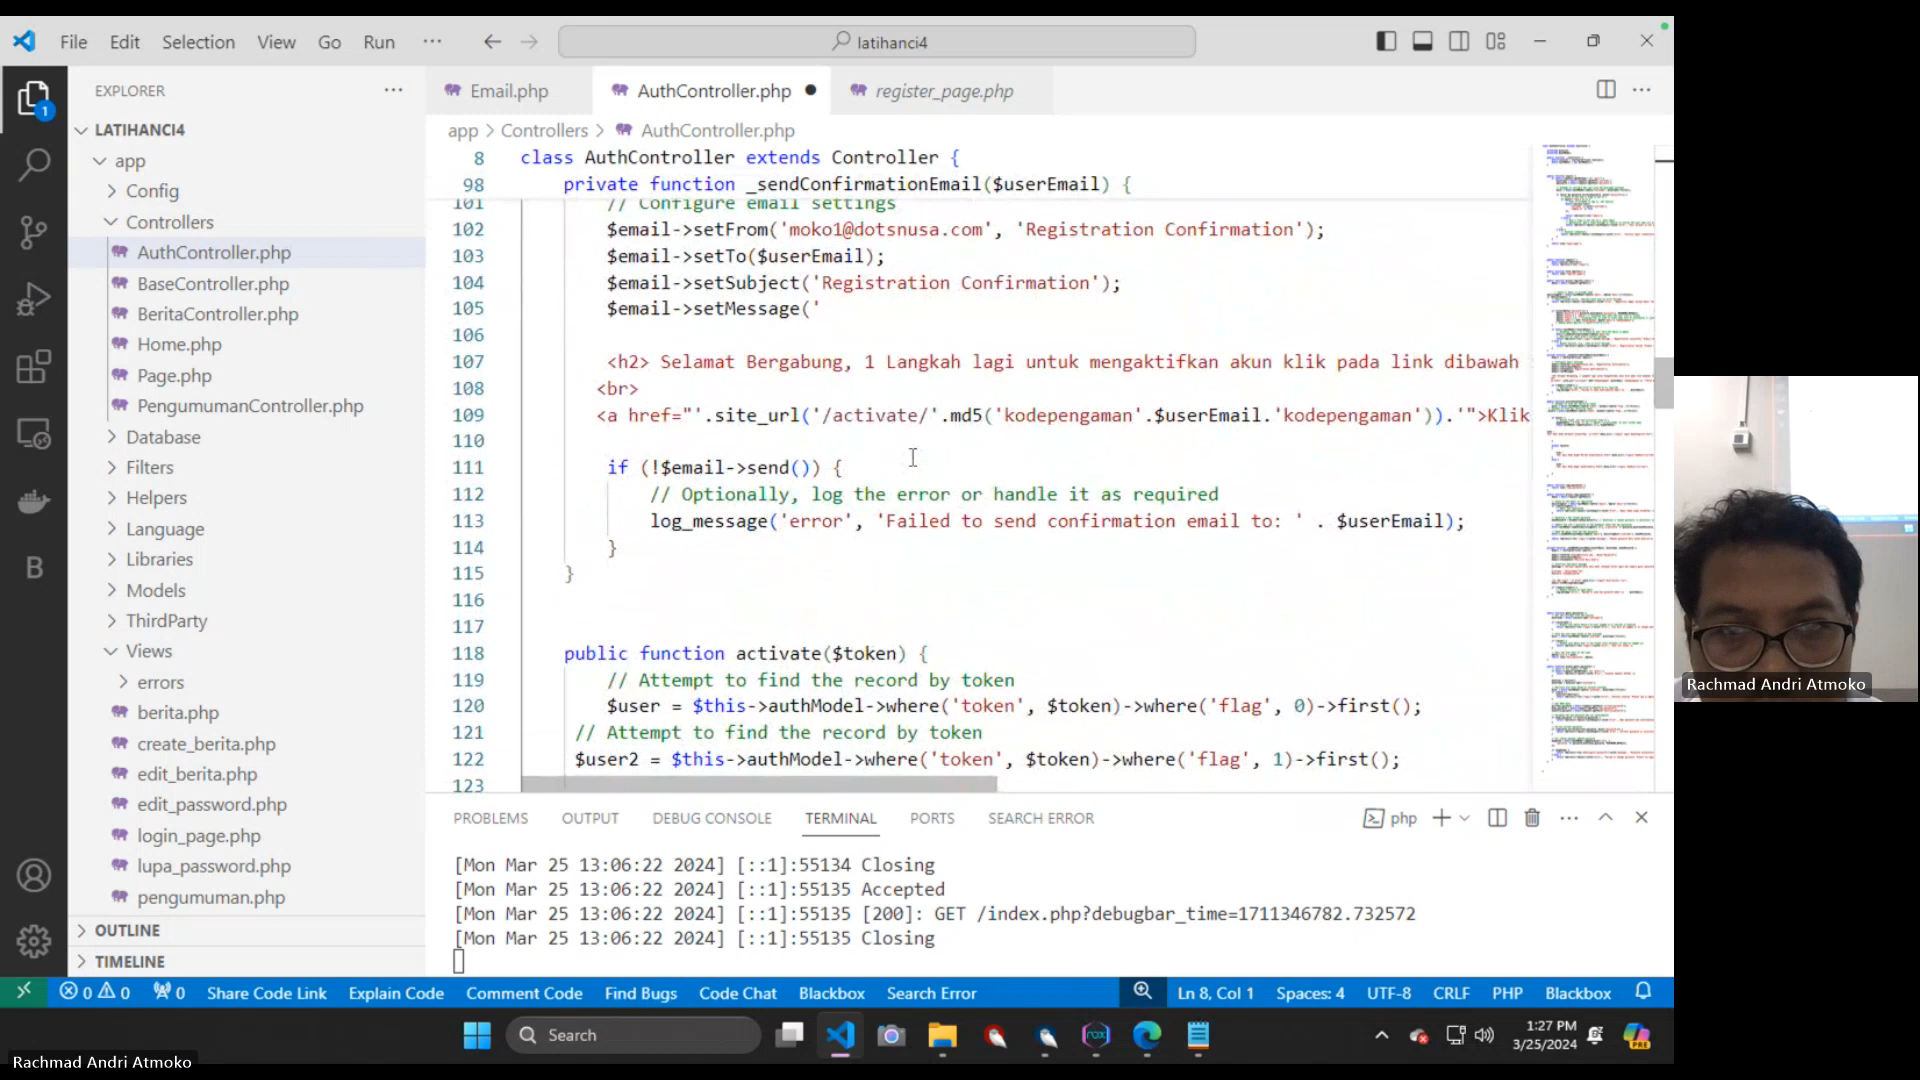 File Edit Selection View Go Run ··· latihanci4
EXPLORER ···
LATIHANCI4
app
Config
Controllers
AuthController.php
BaseController.php
BeritaController.php
Home.php
Page.php
PengumumanController.php
Database
Filters
Helpers
Language
Libraries
Models
ThirdParty
Views
errors
berita.php
create_berita.php
edit_berita.php
edit_password.php
login_page.php
lupa_password.php
pengumuman.php
OUTLINE
TIMELINE
1
B
Email.php AuthController.php register_page.php ···
app > Controllers > AuthController.php
8 class AuthController extends Controller {
98 private function _sendConfirmationEmail($userEmail) {
101 // Configure email settings
102 $email->setFrom('moko1@dotsnusa.com', 'Registration Confirmation');
103 $email->setTo($userEmail);
104 $email->setSubject('Registration Confirmation');
105 $email->setMessage('
106
107 <h2> Selamat Bergabung, 1 Langkah lagi untuk mengaktifkan akun klik pada link dibawah
108 <br>
109 <a href="'.site_url('/activate/'.md5('kodepengaman'.$userEmail.'kodepengaman')).'">Klik
110
111 if (!$email->send()) {
112 // Optionally, log the error or handle it as required
113 log_message('error', 'Failed to send confirmation email to: ' . $userEmail);
114 }
115 }
116
117
118 public function activate($token) {
119 // Attempt to find the record by token
120 $user = $this->authModel->where('token', $token)->where('flag', 0)->first();
121 // Attempt to find the record by token
122 $user2 = $this->authModel->where('token', $token)->where('flag', 1)->first();
123
PROBLEMS OUTPUT DEBUG CONSOLE TERMINAL PORTS SEARCH ERROR php ···
[Mon Mar 25 13:06:22 2024] [::1]:55134 Closing
[Mon Mar 25 13:06:22 2024] [::1]:55135 Accepted
[Mon Mar 25 13:06:22 2024] [::1]:55135 [200]: GET /index.php?debugbar_time=1711346782.732572
[Mon Mar 25 13:06:22 2024] [::1]:55135 Closing
0 0 0 Share Code Link Explain Code Comment Code Find Bugs Code Chat Blackbox Search Error Ln 8, Col 1 Spaces: 4 UTF-8 CRLF PHP Blackbox
Search
1:27 PM
3/25/2024
PRE
Rachmad Andri Atmoko
Rachmad Andri Atmoko